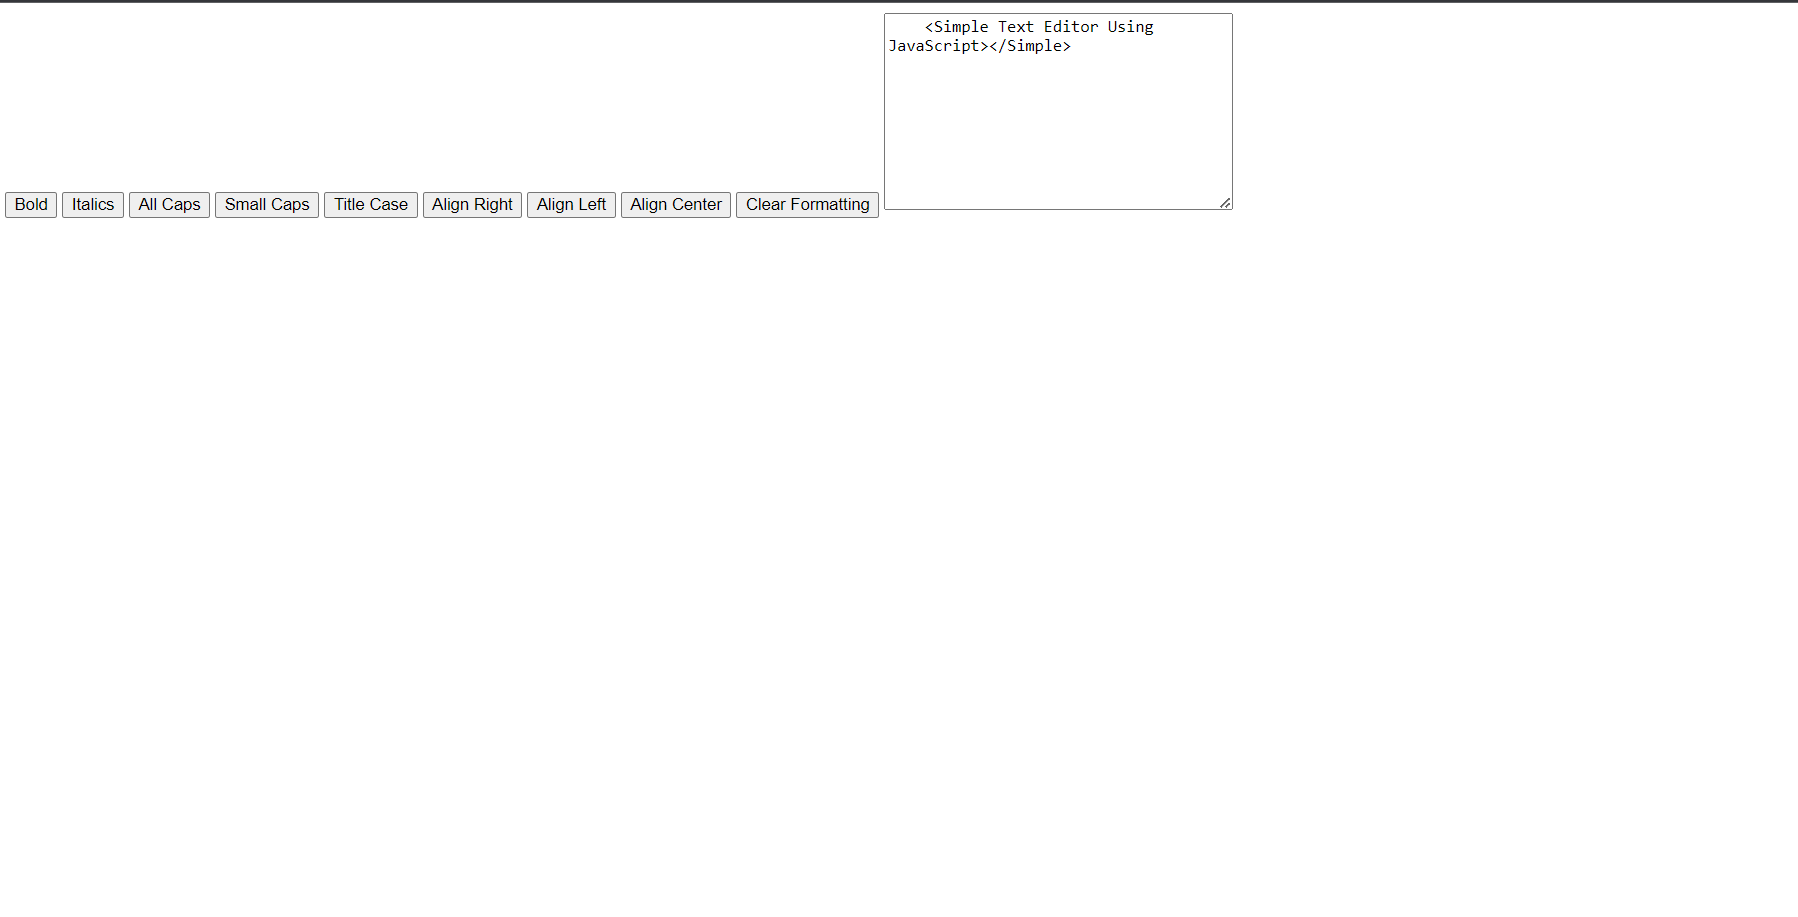 <Simple Text Editor Using
JavaScript></Simple>
Bold Italics All Caps Small Caps Title Case Align Right Align Left Align Center Clear Formatting